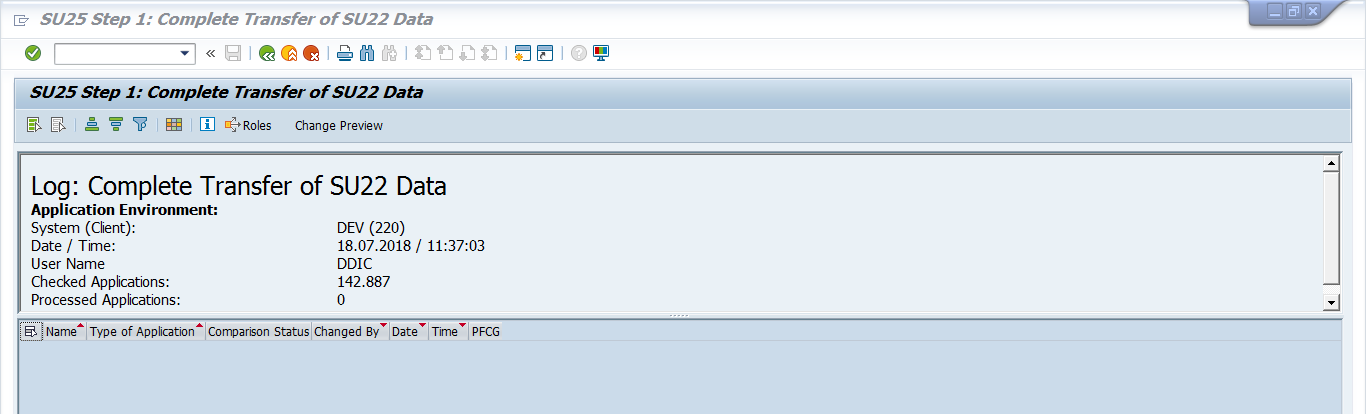 SU25 Step 1: Complete Transfer of SU22 Data
SU25 Step 1: Complete Transfer of SU22 Data
Roles Change Preview
Log: Complete Transfer of SU22 Data
Application Environment:
System (Client): DEV (220)
Date / Time: 18.07.2018 / 11:37:03
User Name DDIC
Checked Applications: 142.887
Processed Applications: 0
Name Type of Application Comparison Status Changed By Date Time PFCG